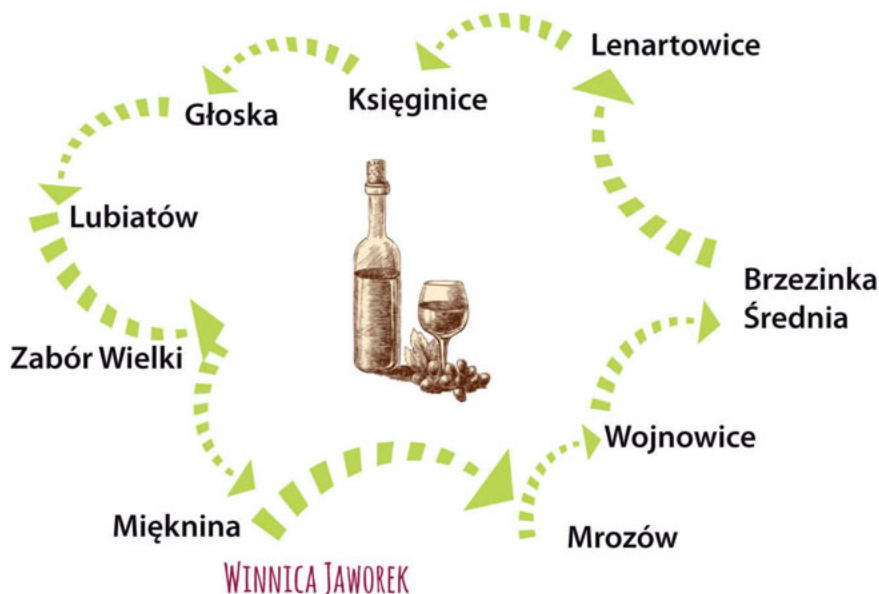 Lenartowice
Księginice
Głoska
Lubiatów
Brzezinka
Średnia
Zabór Wielki
Wojnowice
Mięknina
Mrozów
WINNICA JAWOREK